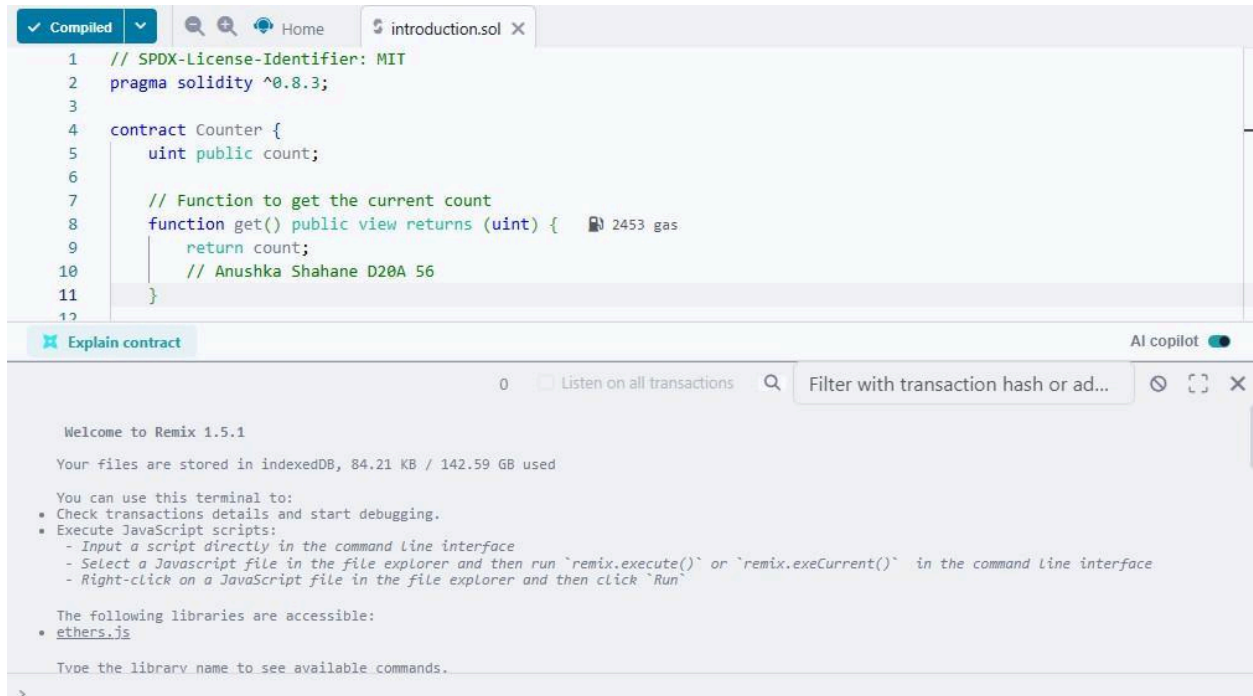 Compiled
Home
introduction.sol
1 // SPDX-License-Identifier: MIT
2 pragma solidity ^0.8.3;
3
4 contract Counter {
5 uint public count;
6
7 // Function to get the current count
8 function get() public view returns (uint) { 2453 gas
9 return count;
10 // Anushka Shahane D20A 56
11 }
12
Explain contract
AI copilot
0 Listen on all transactions Filter with transaction hash or ad...
Welcome to Remix 1.5.1
Your files are stored in indexedDB, 84.21 KB / 142.59 GB used
You can use this terminal to:
• Check transactions details and start debugging.
• Execute JavaScript scripts:
- Input a script directly in the command line interface
- Select a Javascript file in the file explorer and then run `remix.execute()` or `remix.exeCurrent()` in the command line interface
- Right-click on a JavaScript file in the file explorer and then click `Run`
The following libraries are accessible:
• ethers.js
Type the library name to see available commands.
>